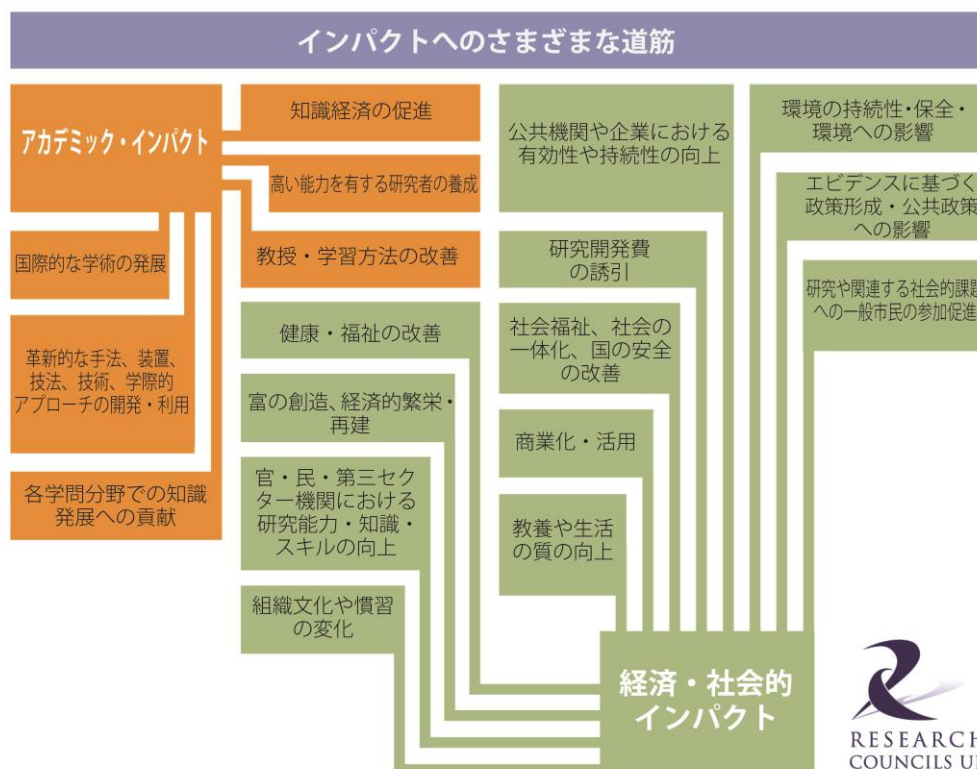 インパクトへのさまざまな道筋
アカデミック・インパクト
知識経済の促進
高い能力を有する研究者の養成
教授・学習方法の改善
国際的な学術の発展
革新的な手法、装置、
技法、技術、学際的
アプローチの開発・利用
各学問分野での知識
発展への貢献
健康・福祉の改善
富の創造、経済的繁栄・
再建
官・民・第三セク
ター機関における
研究能力・知識・
スキルの向上
組織文化や慣習
の変化
公共機関や企業における
有効性や持続性の向上
研究開発費
の誘引
社会福祉、社会の
一体化、国の安全
の改善
商業化・活用
教養や生活
の質の向上
環境の持続性・保全・
環境への影響
エビデンスに基づく
政策形成・公共政策
への影響
研究や関連する社会的課題
への一般市民の参加促進
経済・社会的
インパクト
RESEARCH
COUNCILS UK